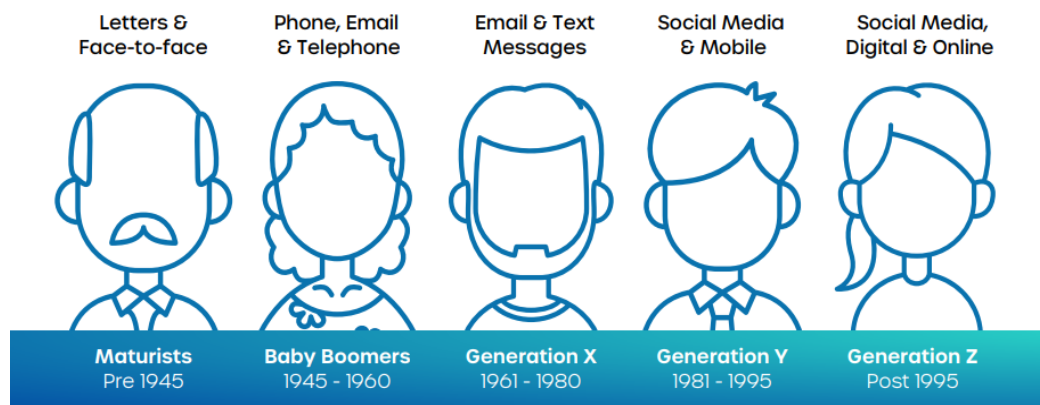 Letters &
Face-to-face
Phone, Email
& Telephone
Email & Text
Messages
Social Media
& Mobile
Social Media,
Digital & Online
Maturists
Pre 1945
Baby Boomers
1945 - 1960
Generation X
1961 - 1980
Generation Y
1981 - 1995
Generation Z
Post 1995